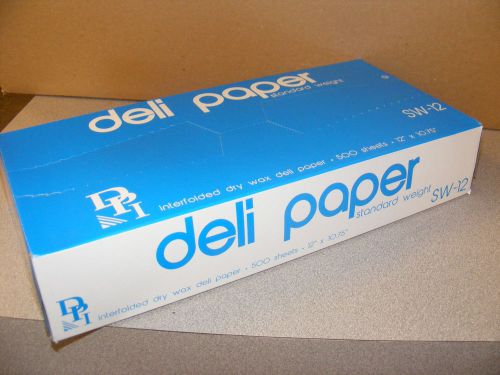 deli paper
standard weight
SW-12
DPI
interfolded dry wax deli paper • 500 sheets • 12" x 10.75"
deli paper
standard weight
SW-12
DPI
interfolded dry wax deli paper • 500 sheets • 12" x 10.75"